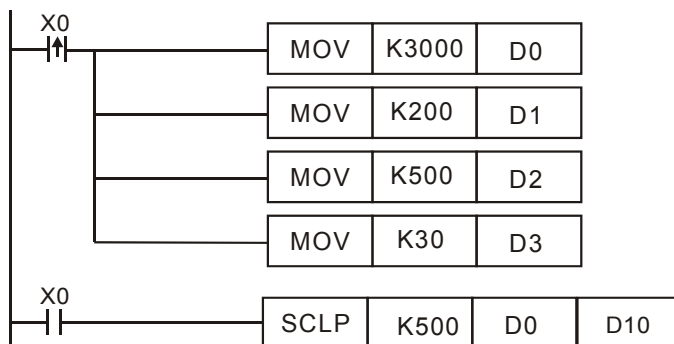 X0
MOV K3000 D0
MOV K200 D1
MOV K500 D2
MOV K30 D3
X0
SCLP K500 D0 D10